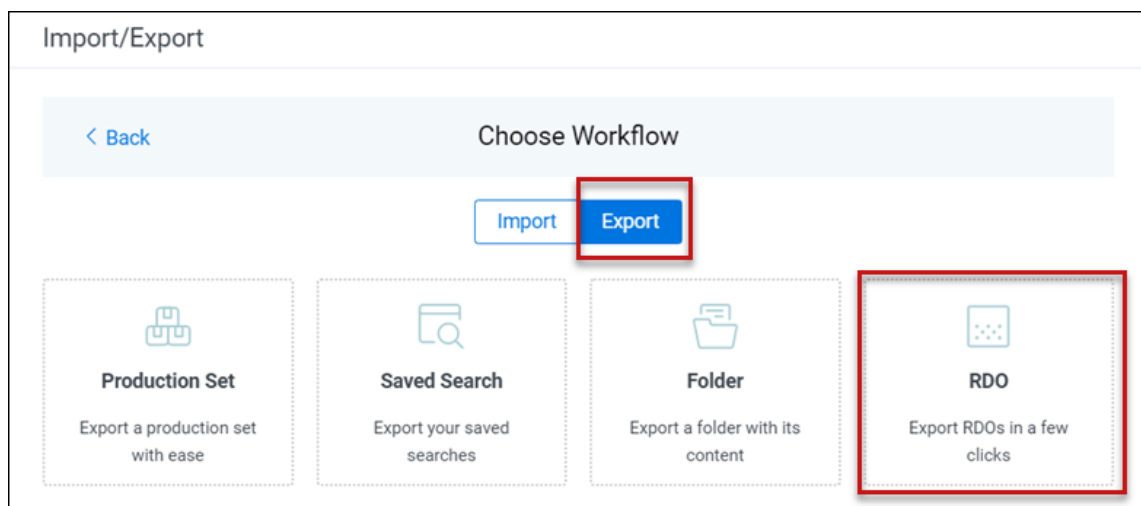 Import/Export
Back
Choose Workflow
Import
Export
Production Set
Export a production set
with ease
Saved Search
Export your saved
searches
Folder
Export a folder with its
content
RDO
Export RDOs in a few
clicks